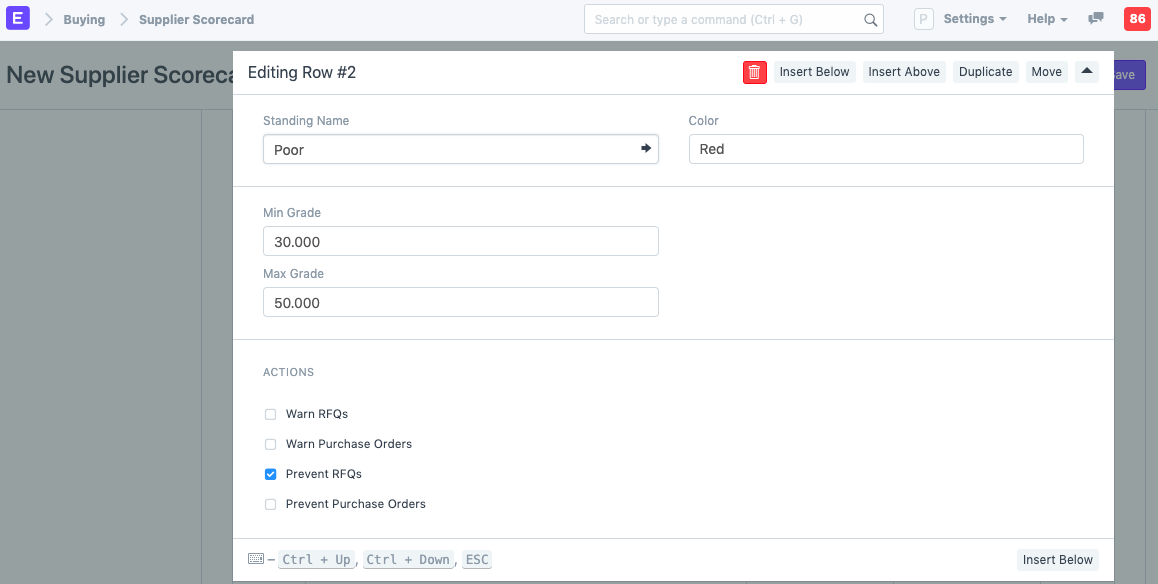 E Buying Supplier Scorecard Search or type a command (Ctrl + G) P Settings Help 86
New Supplier Scoreca
Editing Row #2 Insert Below Insert Above Duplicate Move ave
Standing Name Color
Poor Red
Min Grade
30.000
Max Grade
50.000
ACTIONS
Warn RFQs
Warn Purchase Orders
Prevent RFQs
Prevent Purchase Orders
– Ctrl + Up, Ctrl + Down, ESC Insert Below